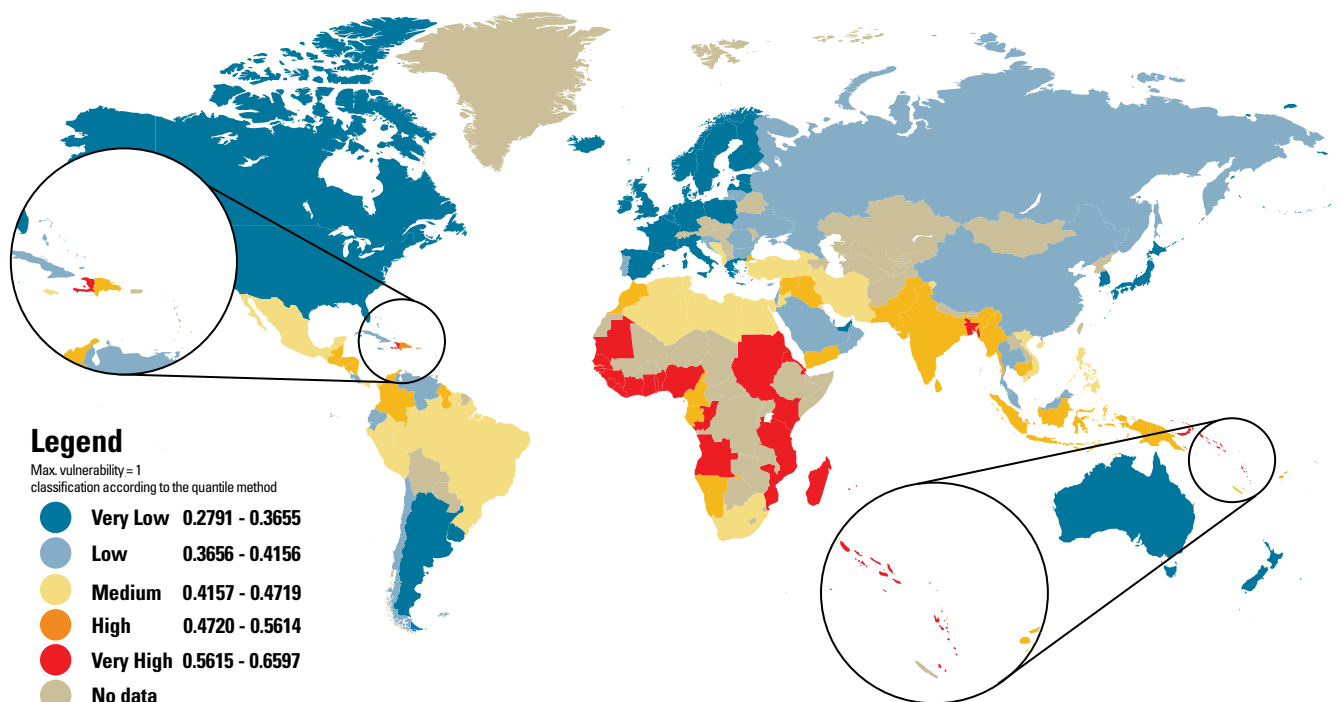 Legend
Max. vulnerability = 1
classification according to the quantile method
Very Low 0.2791 - 0.3655
Low 0.3656 - 0.4156
Medium 0.4157 - 0.4719
High 0.4720 - 0.5614
Very High 0.5615 - 0.6597
No data